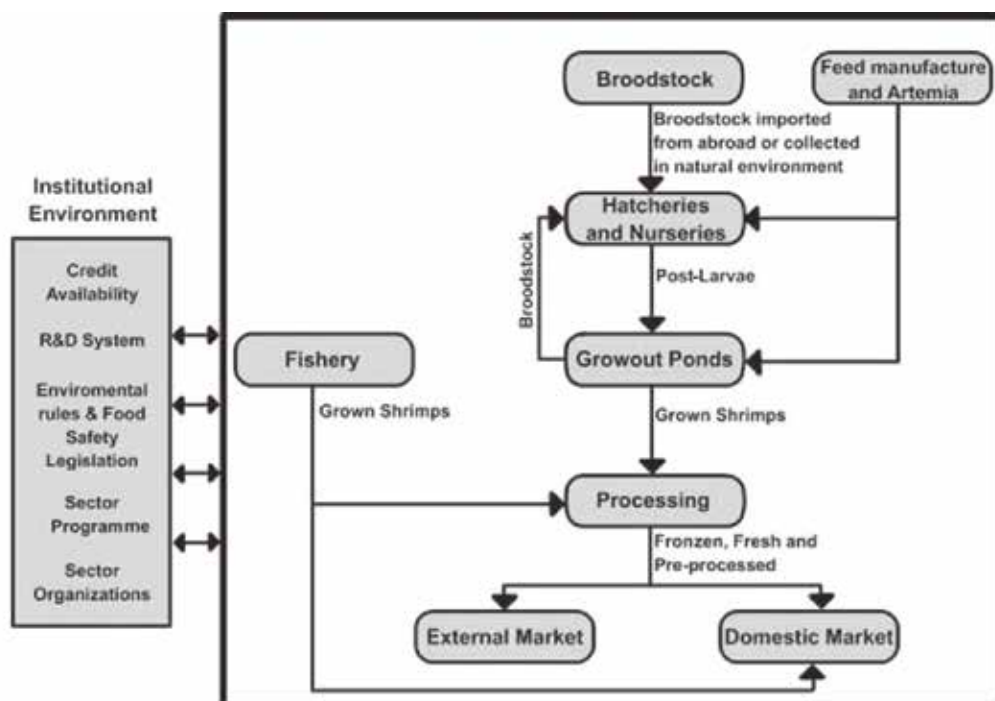 Institutional
Environment
Credit
Availability
R&D System
Enviromental
rules & Food
Safety
Legislation
Sector
Programme
Sector
Organizations
Broodstock
Feed manufacture
and Artemia
Broodstock imported
from abroad or collected
in natural environment
Hatcheries
and Nurseries
Broodstock
Post-Larvae
Fishery
Growout Ponds
Grown Shrimps
Grown Shrimps
Processing
Fronzen, Fresh and
Pre-processed
External Market
Domestic Market